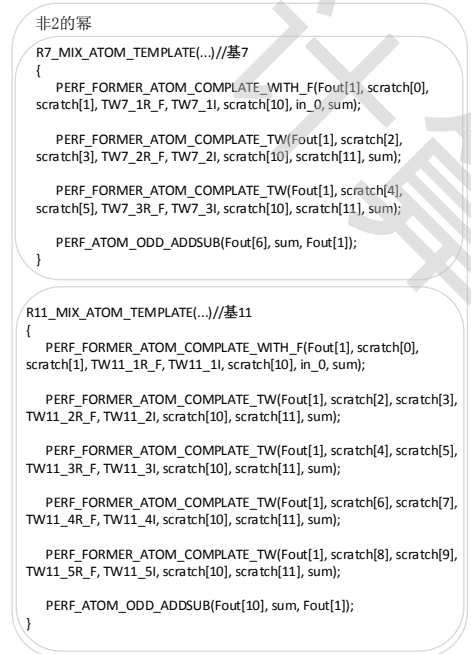 非2的幂
R7_MIX_ATOM_TEMPLATE(...)//基7
{
PERF_FORMER_ATOM_COMPLATE_WITH_F(Fout[1], scratch[0],
scratch[1], TW7_1R_F, TW7_1I, scratch[10], in_0, sum);
PERF_FORMER_ATOM_COMPLATE_TW(Fout[1], scratch[2],
scratch[3], TW7_2R_F, TW7_2I, scratch[10], scratch[11], sum);
PERF_FORMER_ATOM_COMPLATE_TW(Fout[1], scratch[4],
scratch[5], TW7_3R_F, TW7_3I, scratch[10], scratch[11], sum);
PERF_ATOM_ODD_ADDSUB(Fout[6], sum, Fout[1]);
}
R11_MIX_ATOM_TEMPLATE(...)//基11
{
PERF_FORMER_ATOM_COMPLATE_WITH_F(Fout[1], scratch[0],
scratch[1], TW11_1R_F, TW11_1I, scratch[10], in_0, sum);
PERF_FORMER_ATOM_COMPLATE_TW(Fout[1], scratch[2], scratch[3],
TW11_2R_F, TW11_2I, scratch[10], scratch[11], sum);
PERF_FORMER_ATOM_COMPLATE_TW(Fout[1], scratch[4], scratch[5],
TW11_3R_F, TW11_3I, scratch[10], scratch[11], sum);
PERF_FORMER_ATOM_COMPLATE_TW(Fout[1], scratch[6], scratch[7],
TW11_4R_F, TW11_4I, scratch[10], scratch[11], sum);
PERF_FORMER_ATOM_COMPLATE_TW(Fout[1], scratch[8], scratch[9],
TW11_5R_F, TW11_5I, scratch[10], scratch[11], sum);
PERF_ATOM_ODD_ADDSUB(Fout[10], sum, Fout[1]);
}
计算